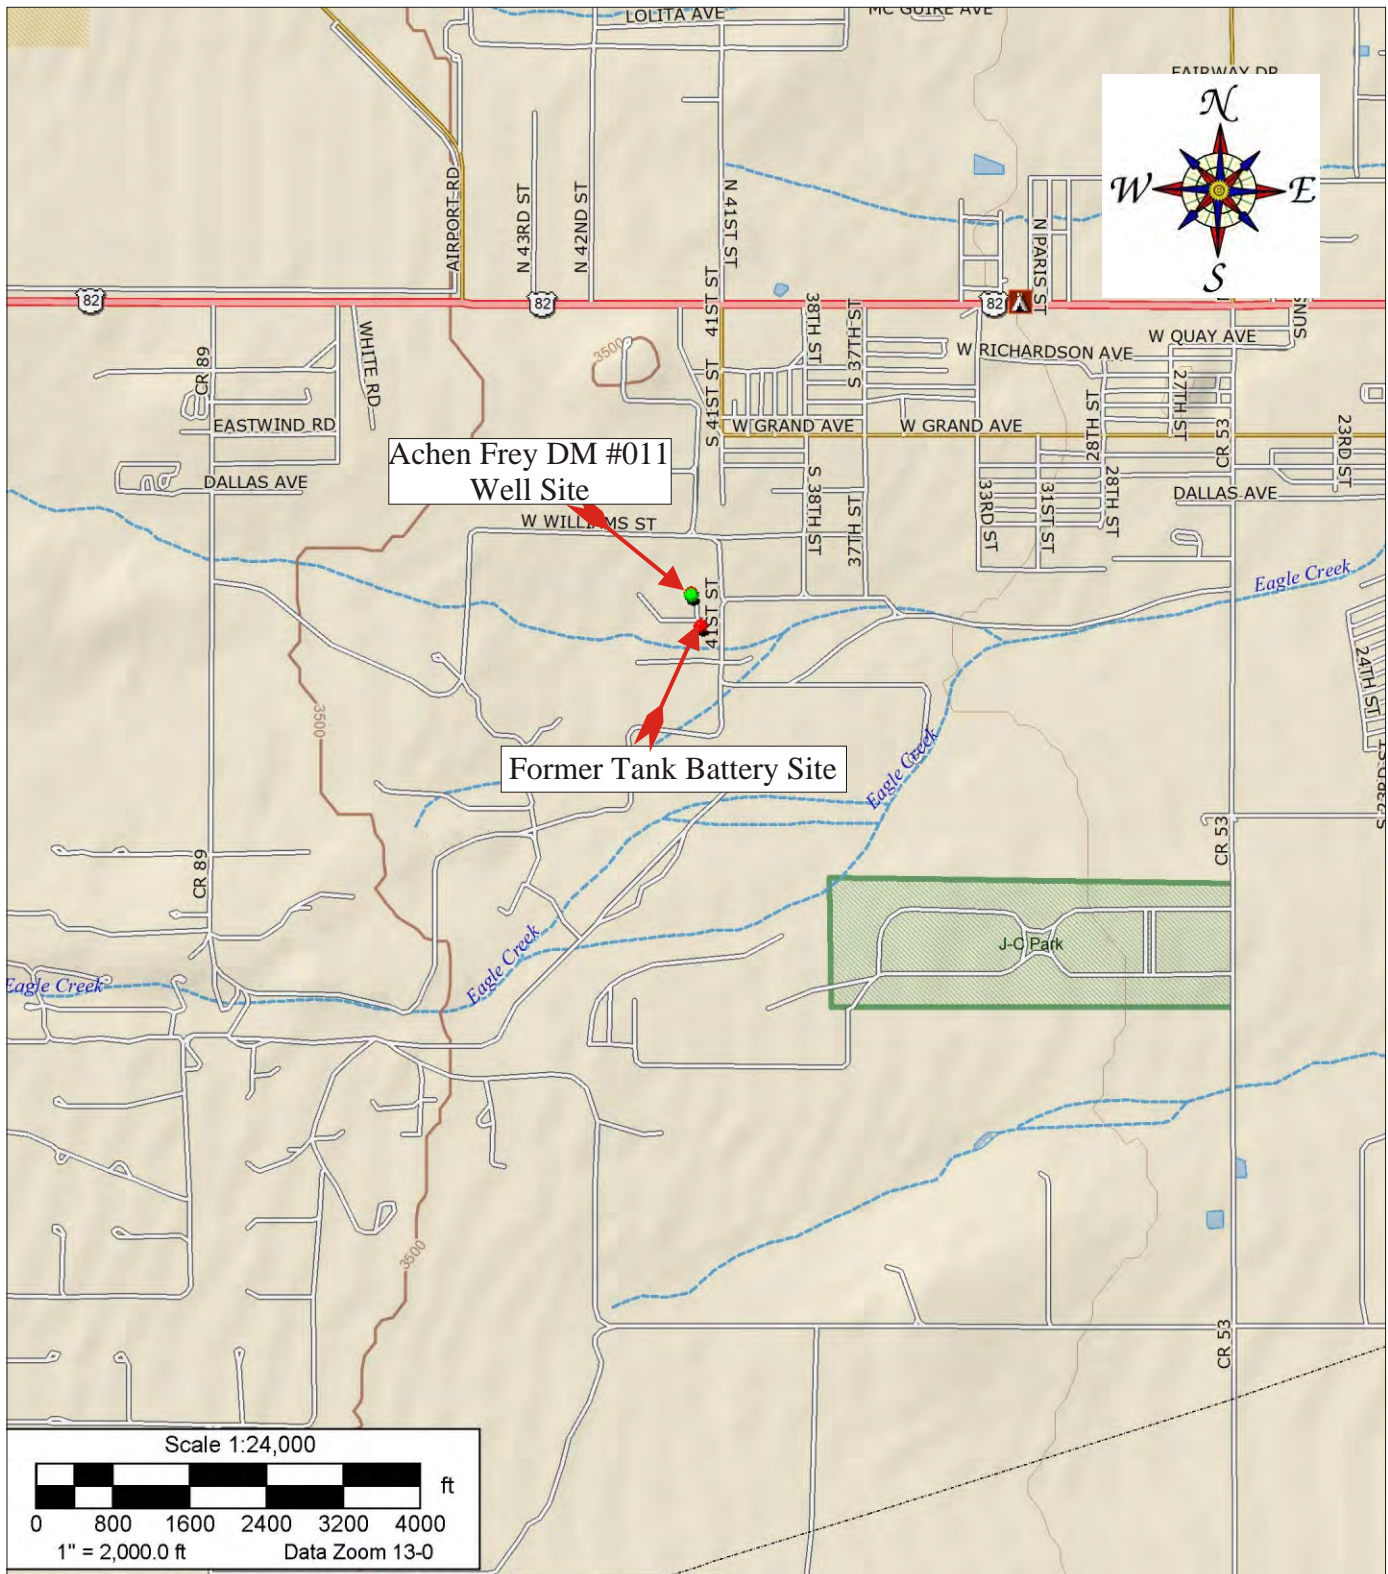 LOLITA AVE
MC GUIRE AVE
FAIRWAY DR
N
W
E
S
AIRPORT RD
N 43RD ST
N 42ND ST
N 41ST ST
N PARIS ST
82
82
82
41ST ST
38TH ST
S 37TH ST
SUNS
CR 89
WHITE RD
3500
S 41ST ST
W RICHARDSON AVE
W QUAY AVE
27TH ST
EASTWIND RD
W GRAND AVE
W GRAND AVE
28TH ST
CR 53
23RD ST
Achen Frey DM #011
Well Site
DALLAS AVE
DALLAS AVE
W WILLIAMS ST
S 38TH ST
37TH ST
33RD ST
31ST ST
28TH ST
Eagle Creek
41ST ST
24TH ST
3500
Former Tank Battery Site
Eagle Creek
S 23RD ST
CR 53
CR 89
Eagle Creek
J-C Park
Eagle Creek
3500
CR 53
Scale 1:24,000
ft
0 800 1600 2400 3200 4000
1" = 2,000.0 ft Data Zoom 13-0